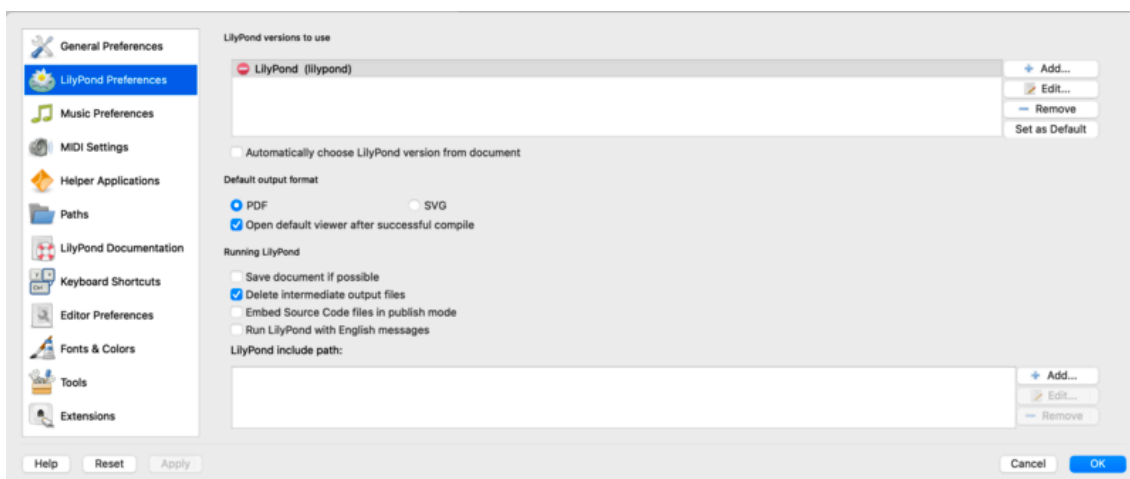 General Preferences
LilyPond Preferences
Music Preferences
MIDI Settings
Helper Applications
Paths
LilyPond Documentation
Keyboard Shortcuts
Editor Preferences
Fonts & Colors
Tools
Extensions
LilyPond versions to use
LilyPond (lilypond)
Add...
Edit...
Remove
Set as Default
Automatically choose LilyPond version from document
Default output format
PDF SVG
Open default viewer after successful compile
Running LilyPond
Save document if possible
Delete intermediate output files
Embed Source Code files in publish mode
Run LilyPond with English messages
LilyPond include path:
Add...
Edit...
Remove
Help Reset Apply Cancel OK